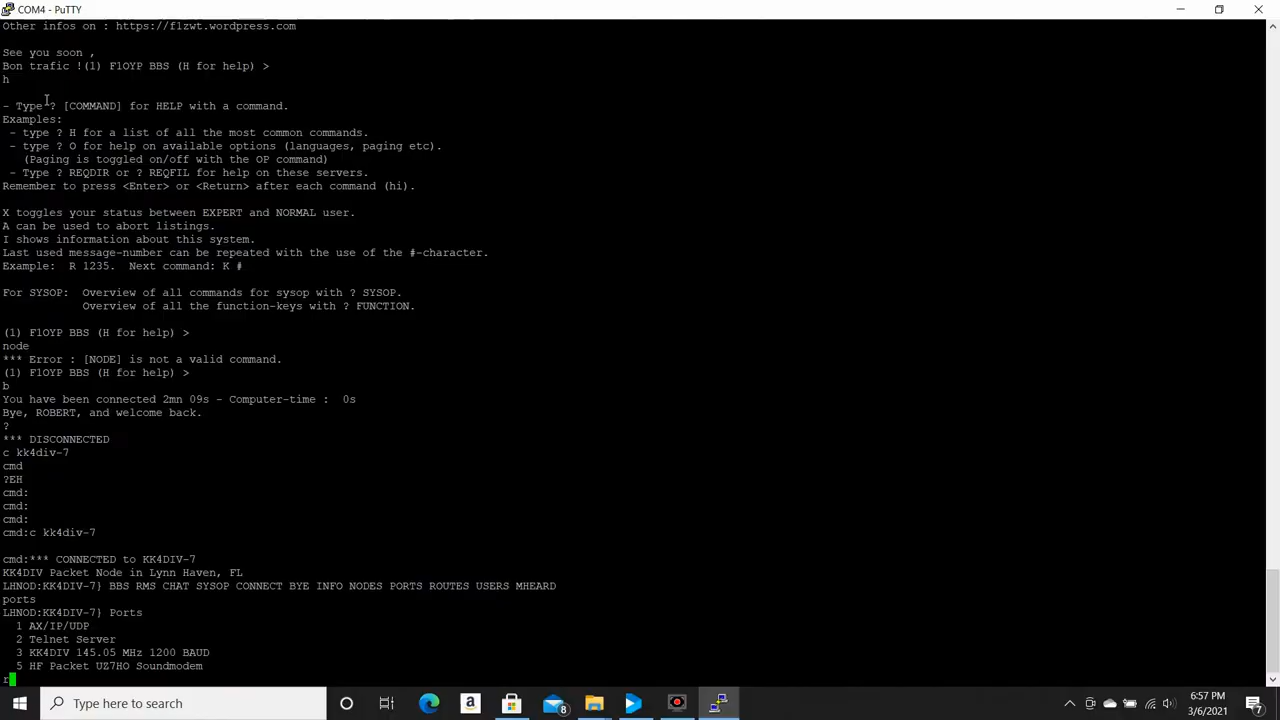 COM4 - PuTTY
Other infos on : https://f1zwt.wordpress.com
See you soon ,
Bon trafic !(1) F1OYP BBS (H for help) >
h
- Type ? [COMMAND] for HELP with a command.
Examples:
- type ? H for a list of all the most common commands.
- type ? O for help on available options (languages, paging etc).
(Paging is toggled on/off with the OP command)
- Type ? REQDIR or ? REQFIL for help on these servers.
Remember to press <Enter> or <Return> after each command (hi).
X toggles your status between EXPERT and NORMAL user.
A can be used to abort listings.
I shows information about this system.
Last used message-number can be repeated with the use of the #-character.
Example:  R 1235.  Next command: K #
For SYSOP:  Overview of all commands for sysop with ? SYSOP.
Overview of all the function-keys with ? FUNCTION.
(1) F1OYP BBS (H for help) >
node
*** Error : [NODE] is not a valid command.
(1) F1OYP BBS (H for help) >
b
You have been connected 2mn 09s - Computer-time :  0s
Bye, ROBERT, and welcome back.
?
*** DISCONNECTED
c kk4div-7
cmd
?EH
cmd:
cmd:
cmd:
cmd:c kk4div-7
cmd:*** CONNECTED to KK4DIV-7
KK4DIV Packet Node in Lynn Haven, FL
LHNOD:KK4DIV-7} BBS RMS CHAT SYSOP CONNECT BYE INFO NODES PORTS ROUTES USERS MHEARD
ports
LHNOD:KK4DIV-7} Ports
1 AX/IP/UDP
2 Telnet Server
3 KK4DIV 145.05 MHz 1200 BAUD
5 HF Packet UZ7HO Soundmodem
r
Type here to search
8
6:57 PM
3/6/2021
7